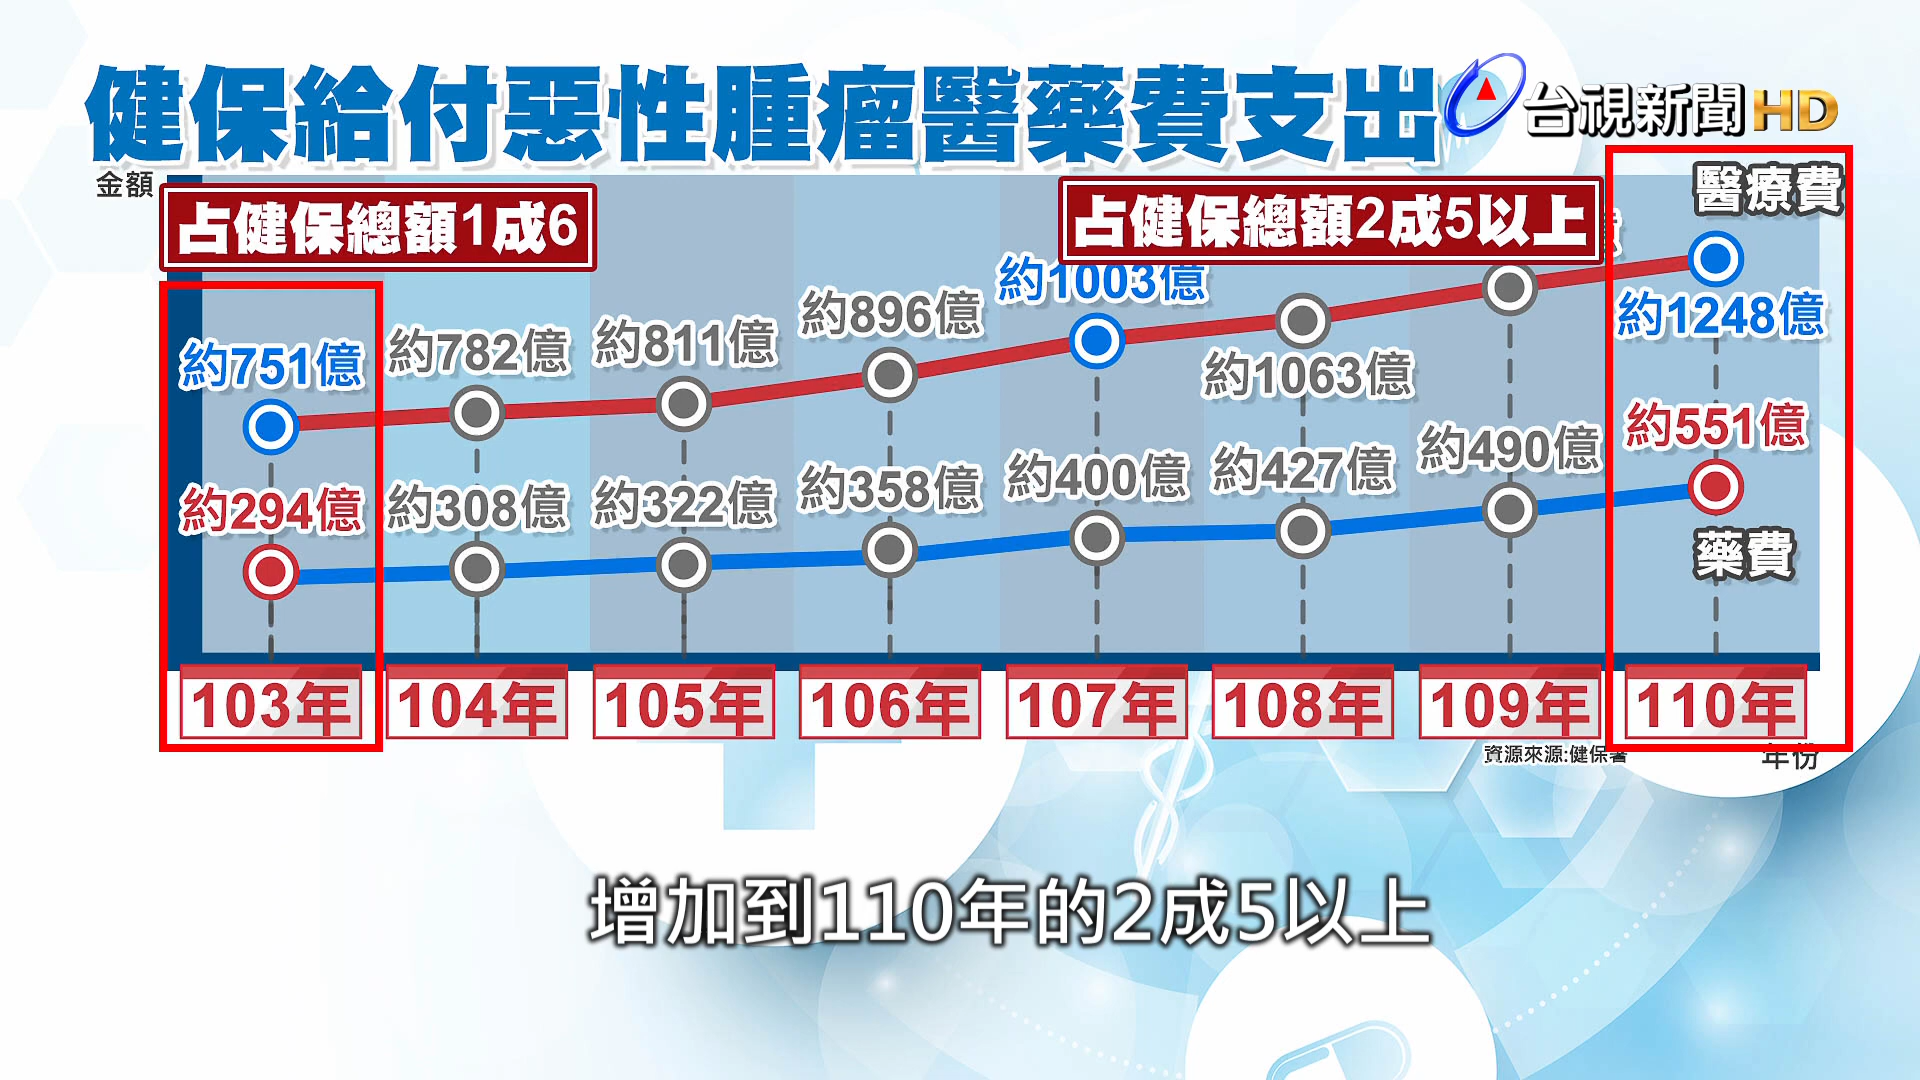 健保給付惡性腫瘤醫藥費支出
台視新聞HD
金額
占健保總額1成6
占健保總額2成5以上
醫療費
約751億
約782億
約811億
約896億
約1003億
約1063億
約1248億
約294億
約308億
約322億
約358億
約400億
約427億
約490億
約551億
藥費
103年
104年
105年
106年
107年
108年
109年
110年
資源來源:健保署
年份
增加到110年的2成5以上